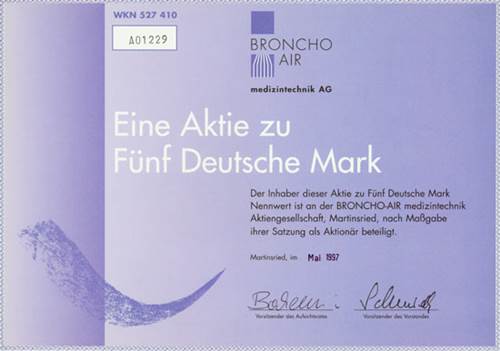 WKN 527 410
A01229
BRONCHO
AIR
medizintechnik AG
Eine Aktie zu
Fünf Deutsche Mark
Der Inhaber dieser Aktie zu Fünf Deutsche Mark
Nennwert ist an der BRONCHO-AIR medizintechnik
Aktiengesellschaft, Martinsried, nach Maßgabe
ihrer Satzung als Aktionär beteiligt.
Martinsried, im Mai 1997
Vorsitzender des Aufsichtsrates Vorsitzender des Vorstandes